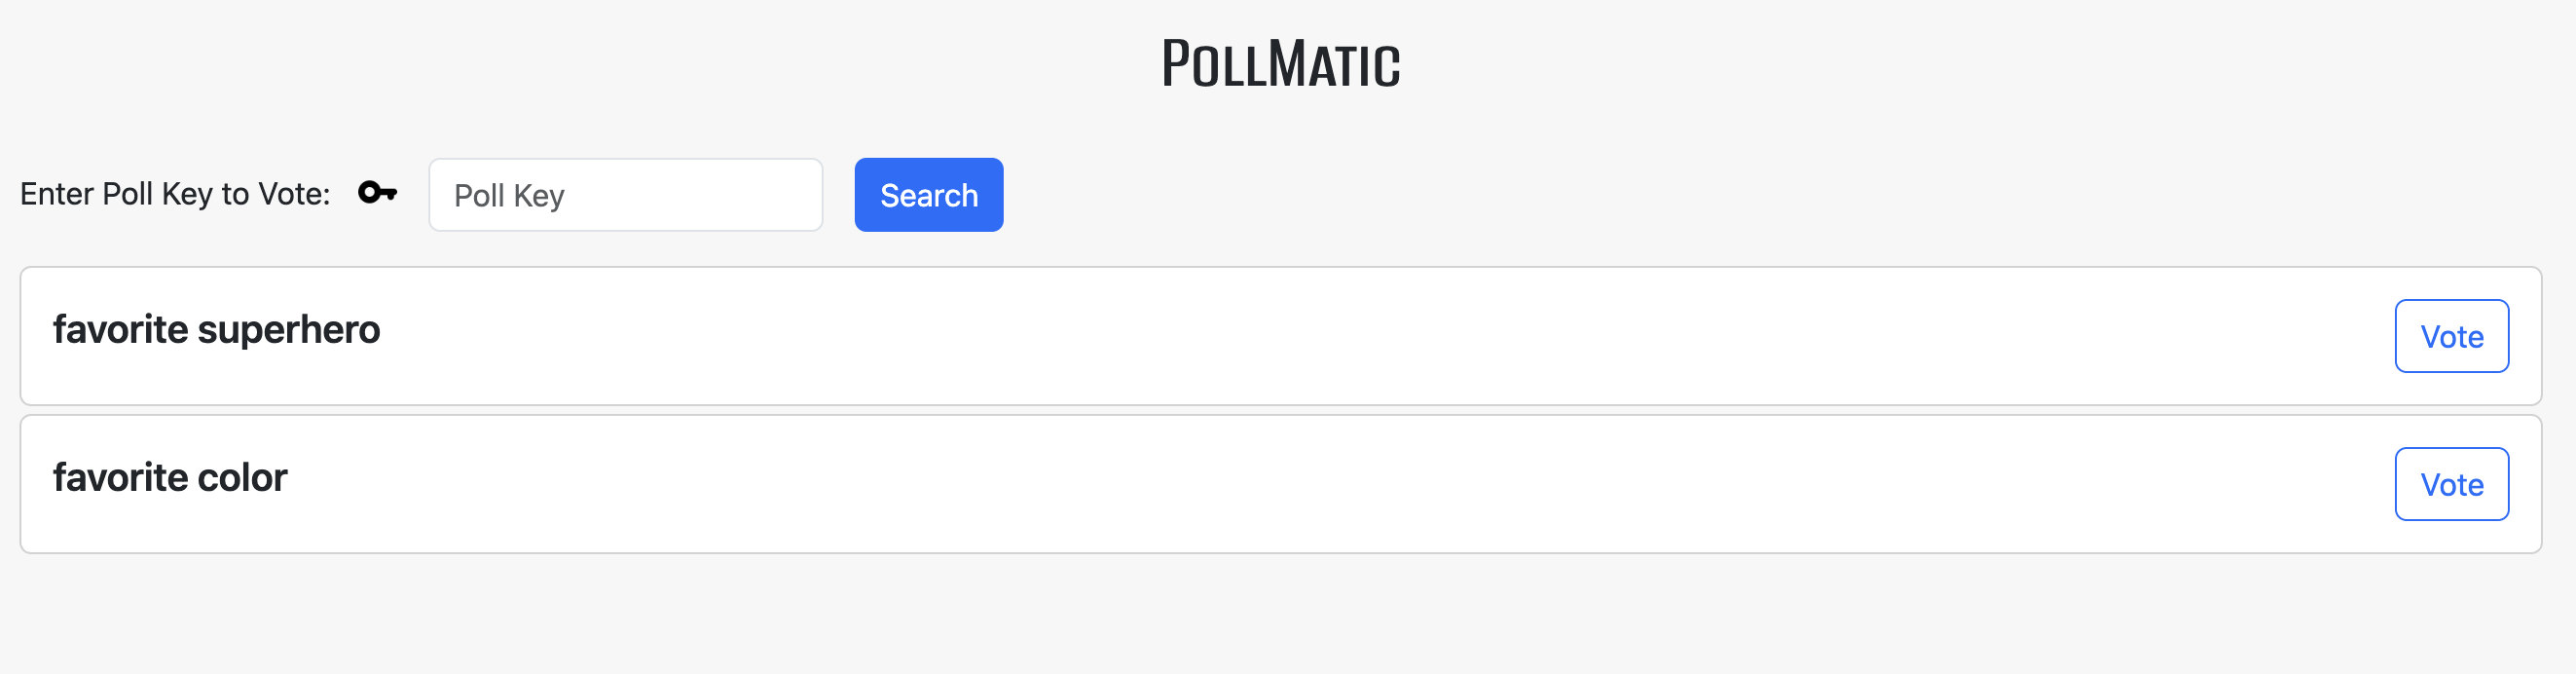 PollMatic
Enter Poll Key to Vote: Poll Key Search
favorite superhero Vote
favorite color Vote